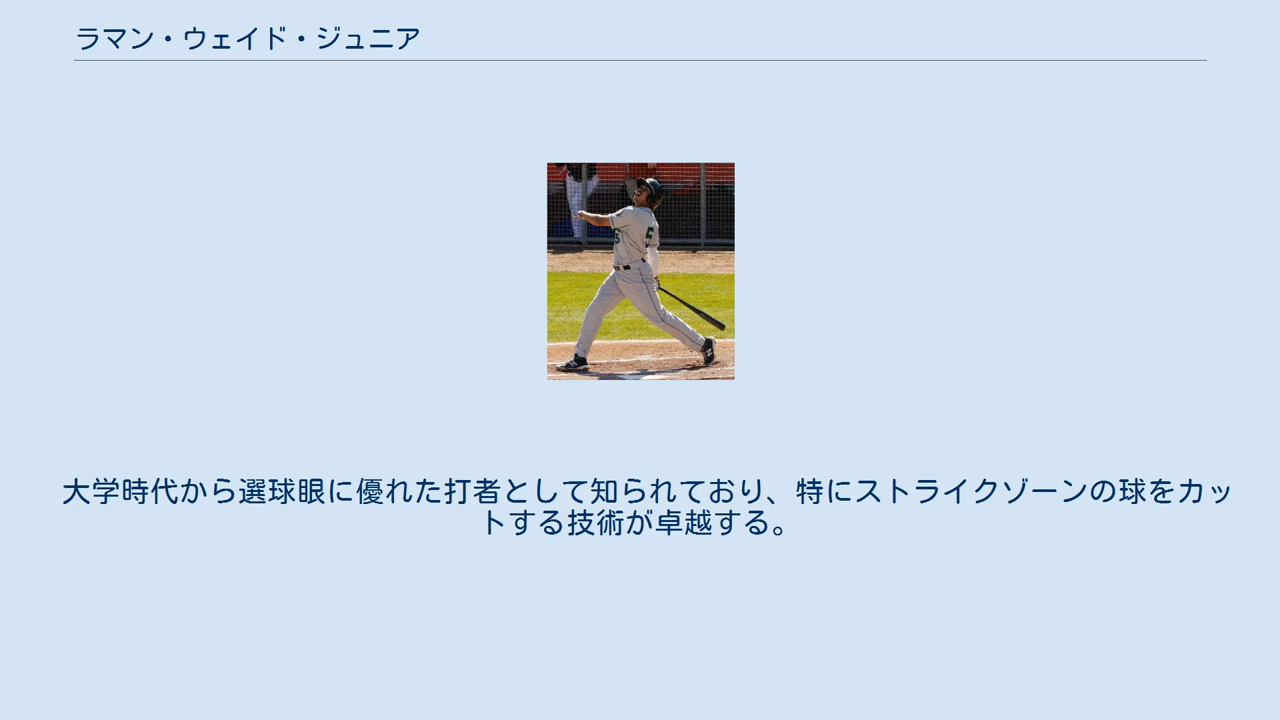 ラマン・ウェイド・ジュニア
5
大学時代から選球眼に優れた打者として知られており、特にストライクゾーンの球をカッ
トする技術が卓越する。